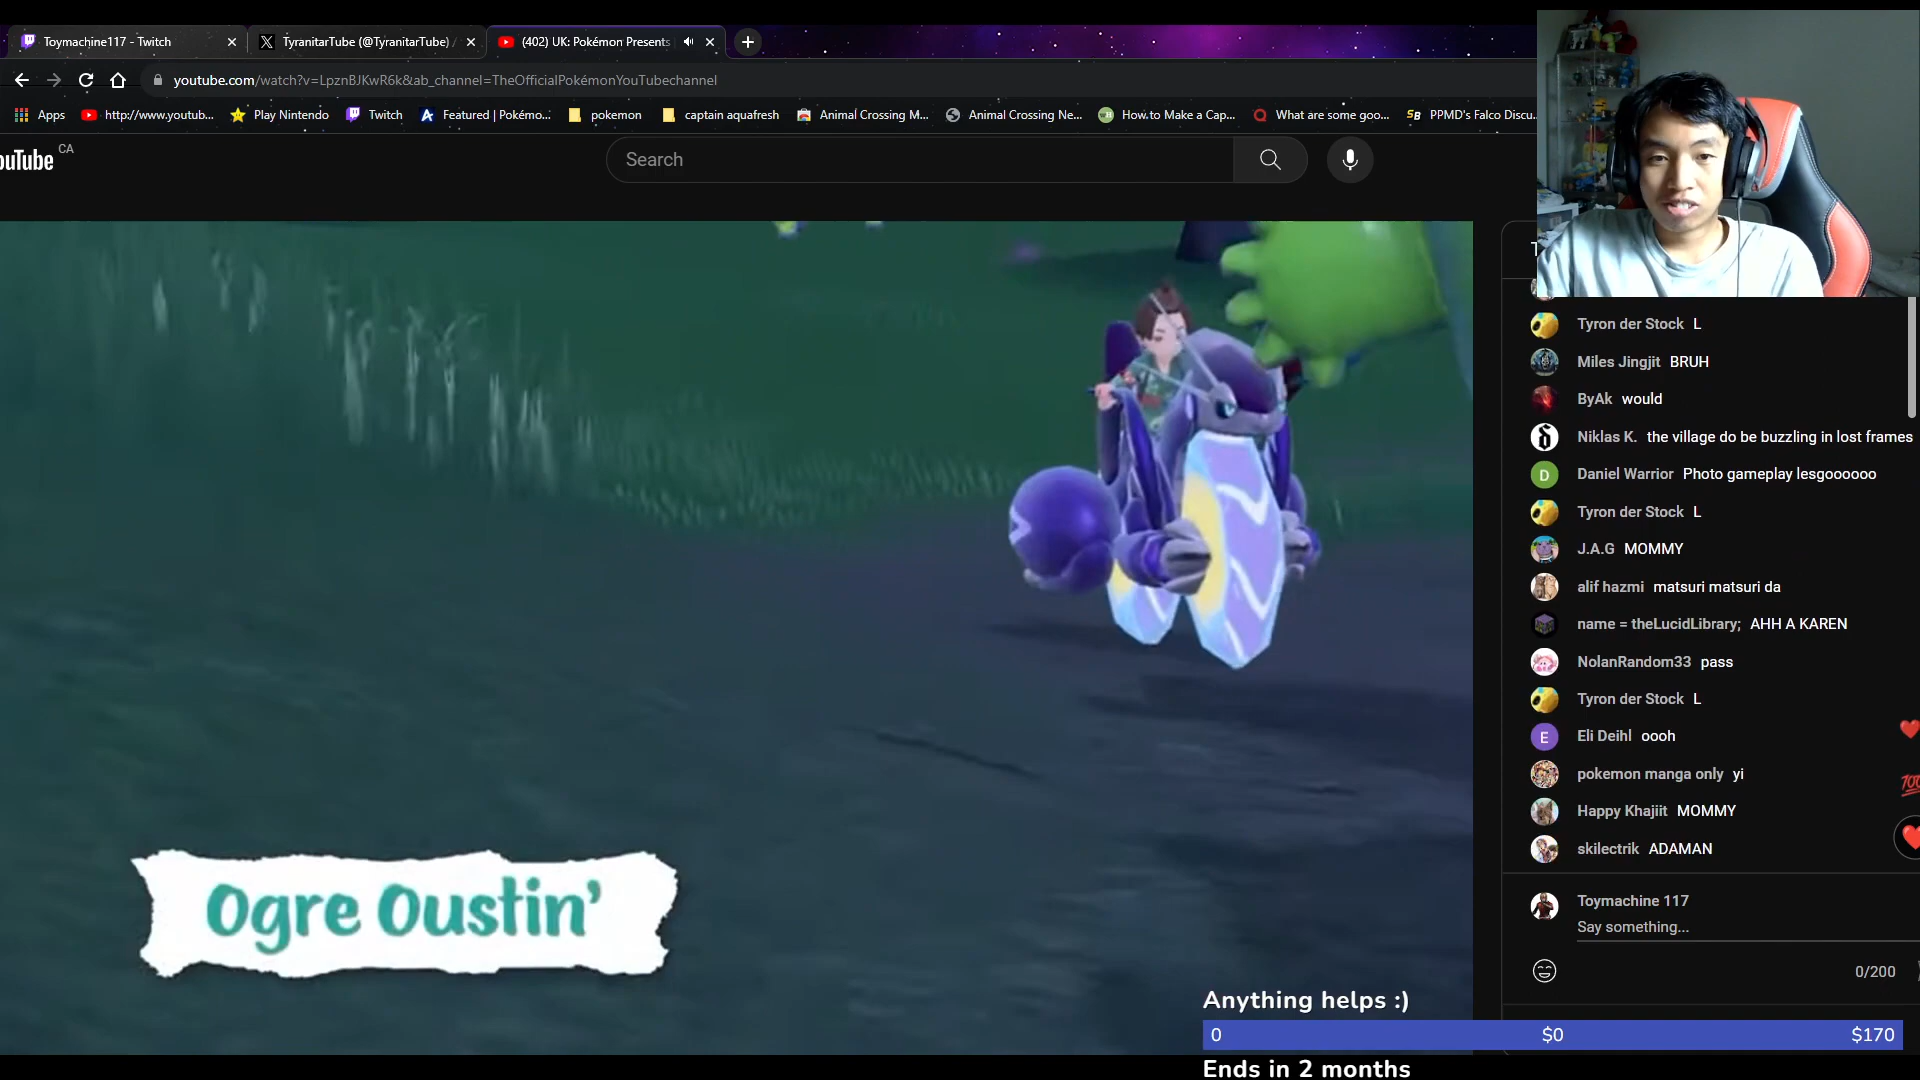 Toymachine117 - Twitch
TyranitarTube (@TyranitarTube) /
(402) UK: Pokémon Presents
youtube.com/watch?v=LpznBJKwR6k&ab_channel=TheOfficialPokémonYouTubechannel
Apps
http://www.youtub...
Play Nintendo
Twitch
Featured | Pokémo...
pokemon
captain aquafresh
Animal Crossing M...
Animal Crossing Ne...
How to Make a Cap...
What are some goo...
PPMD's Falco Discu...
ouTube CA
Search
Tyron der Stock L
Miles Jingjit BRUH
ByAk would
Niklas K. the village do be buzzling in lost frames
Daniel Warrior Photo gameplay lesgoooooo
Tyron der Stock L
J.A.G MOMMY
alif hazmi matsuri matsuri da
name = theLucidLibrary; AHH A KAREN
NolanRandom33 pass
Tyron der Stock L
Eli Deihl oooh
pokemon manga only yi
Happy Khajiit MOMMY
skilectrik ADAMAN
Toymachine 117
Say something...
0/200
Ogre Oustin'
Anything helps :)
0 $0 $170
Ends in 2 months